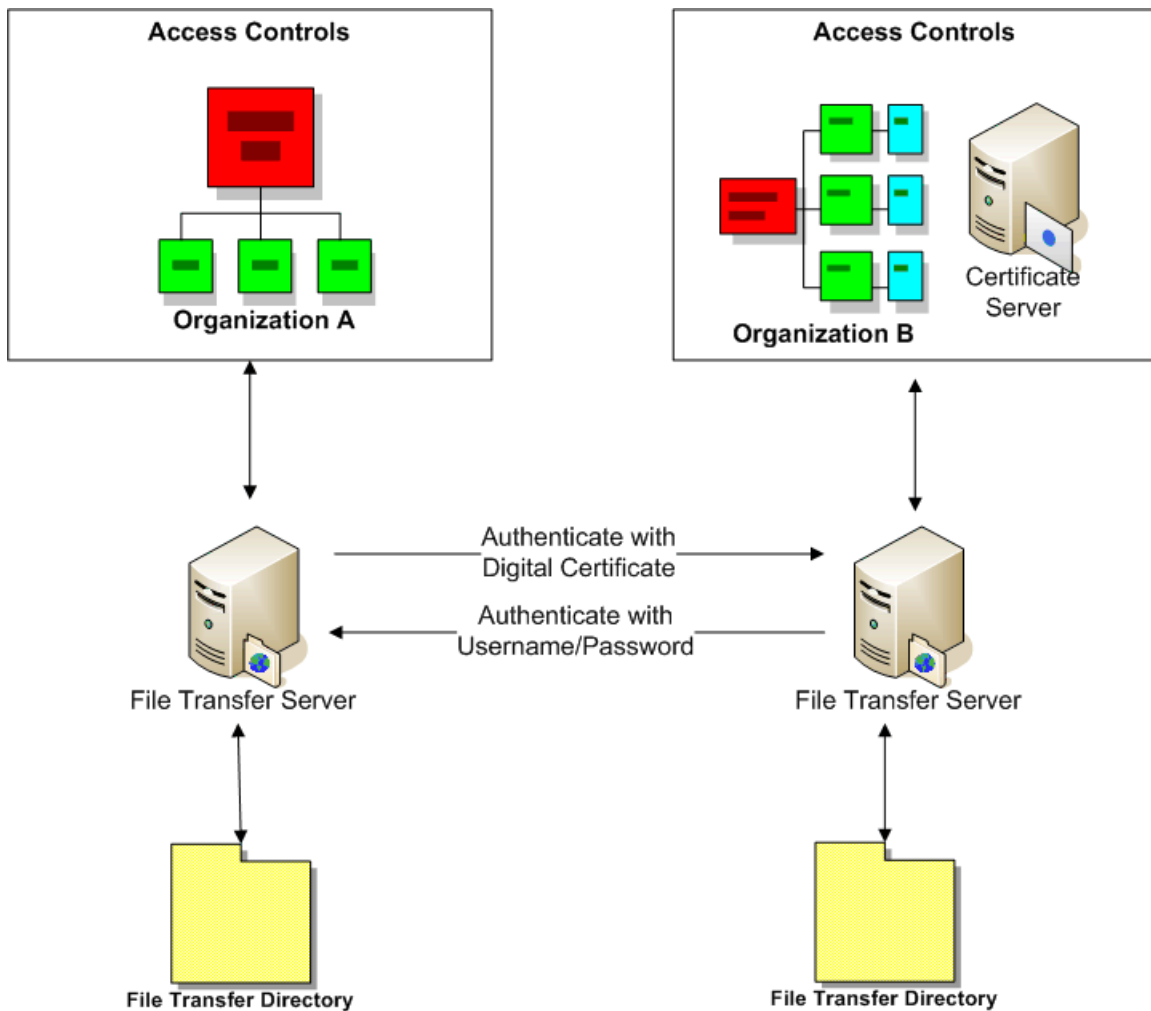 Access Controls
Organization A
Access Controls
Certificate
Server
Organization B
Authenticate with
Digital Certificate
Authenticate with
Username/Password
File Transfer Server
File Transfer Server
File Transfer Directory
File Transfer Directory